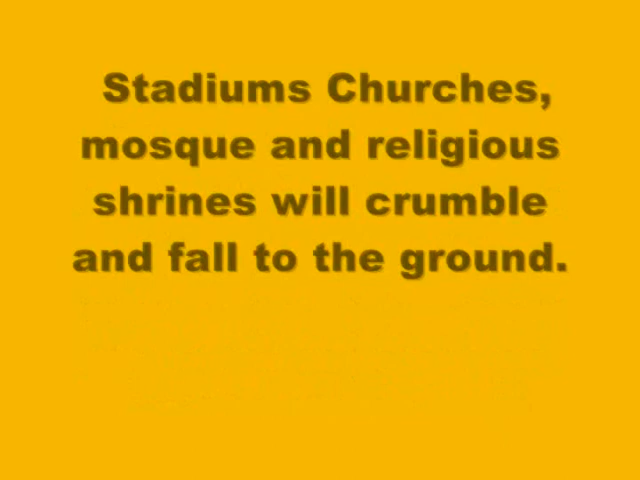 Stadiums Churches,
mosque and religious
shrines will crumble
and fall to the ground.